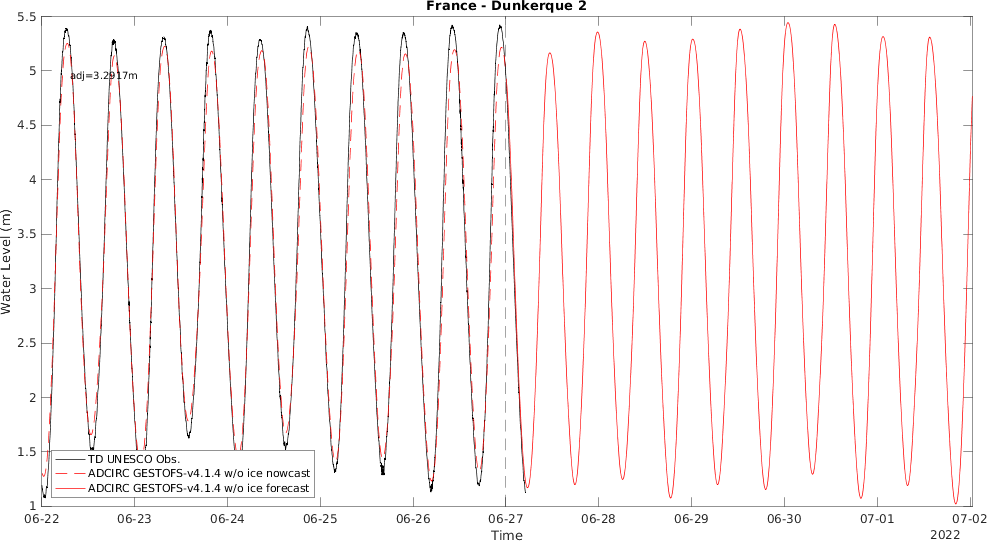 France - Dunkerque 2
5.5
5
4.5
4
3.5
3
2.5
2
1.5
1
Water Level (m)
adj=3.2917m
TD UNESCO Obs.
ADCIRC GESTOFS-v4.1.4 w/o ice nowcast
ADCIRC GESTOFS-v4.1.4 w/o ice forecast
06-22 06-23 06-24 06-25 06-26 06-27 06-28 06-29 06-30 07-01 07-02
Time
2022